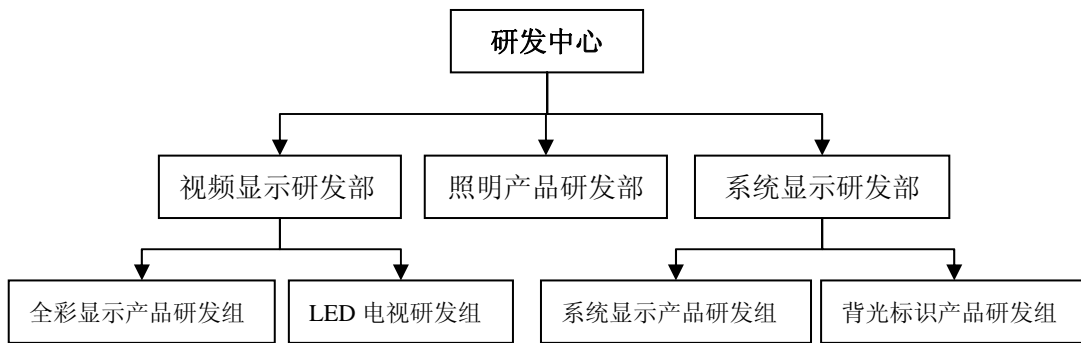 研发中心
视频显示研发部
照明产品研发部
系统显示研发部
全彩显示产品研发组
LED 电视研发组
系统显示产品研发组
背光标识产品研发组